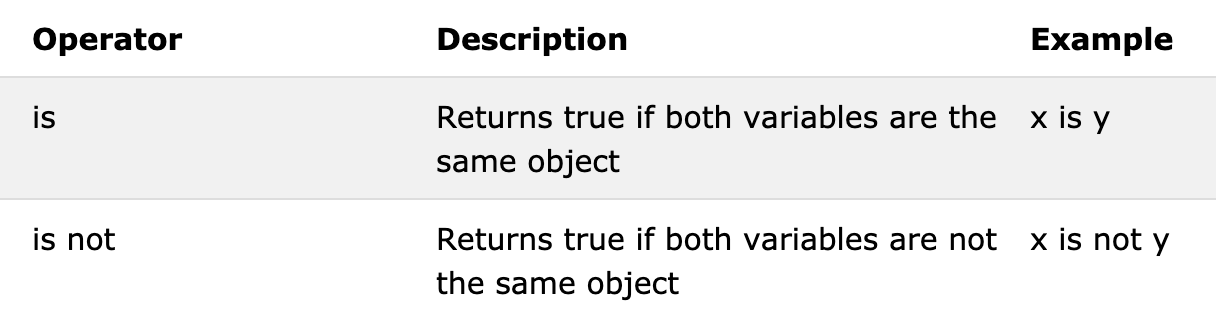 Operator Description Example
is Returns true if both variables are the x is y
same object
is not Returns true if both variables are not x is not y
the same object